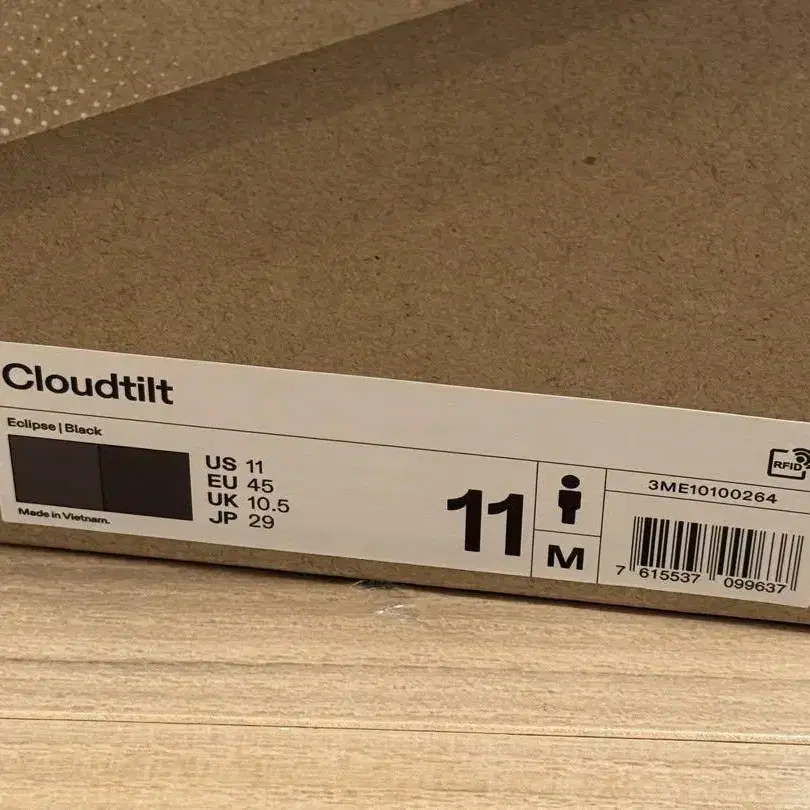 Cloudtilt
Eclipse | Black
Made in Vietnam.
US 11
EU 45
UK 10.5
JP 29
11
M
RFID
3ME10100264
7 615537 099637